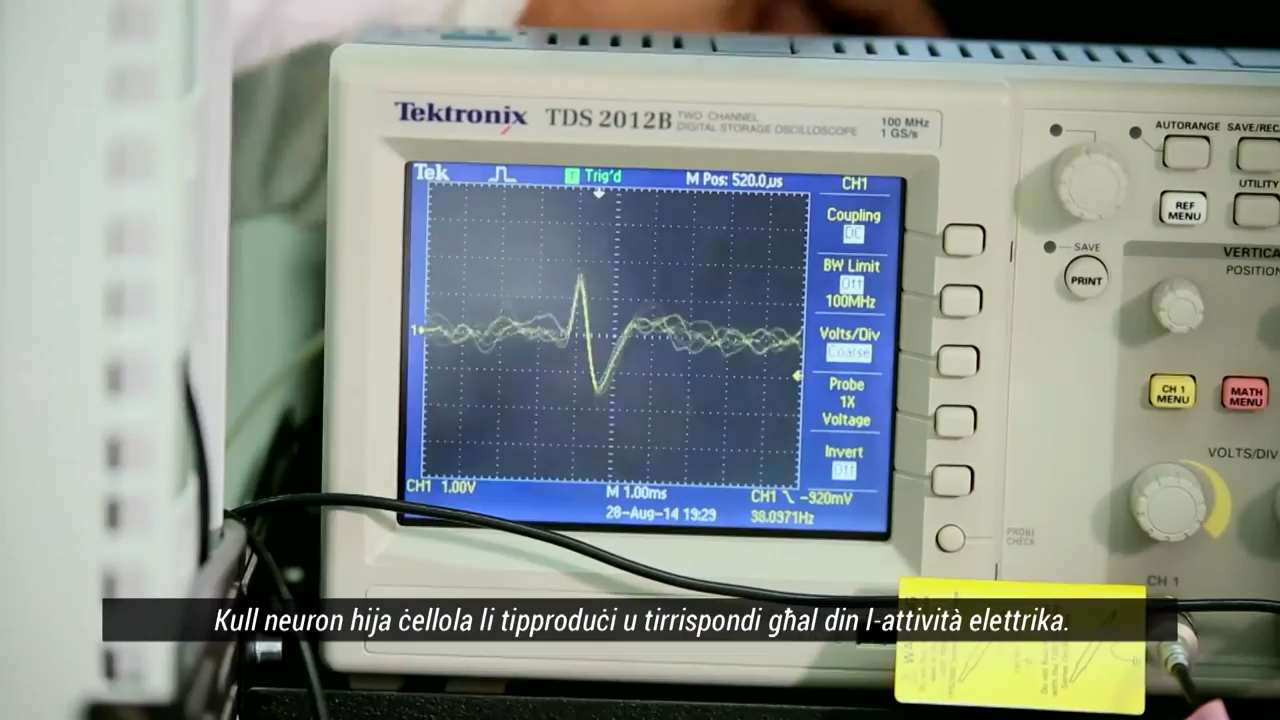 Tektronix TDS 2012B TWO CHANNEL
DIGITAL STORAGE OSCILLOSCOPE
100 MHz
1 GS/s
AUTORANGE
SAVE/REC
REF
MENU
UTILITY
SAVE
PRINT
VERTICA
POSITION
CH 1
MENU
MATH
MENU
VOLTS/DIV
PROBE
CHECK
CH 1
Tek
T Trig'd
M Pos: 520.0µs
CH1
Coupling
DC
BW Limit
Off
100MHz
Volts/Div
Coarse
Probe
1X
Voltage
Invert
Off
1
CH1 1.00V
M 1.00ms
CH1 \ -920mV
28-Aug-14 19:29
38.0971Hz
Kull neuron hija ċellola li tipproduċi u tirrispondi għal din l-attività elettrika.